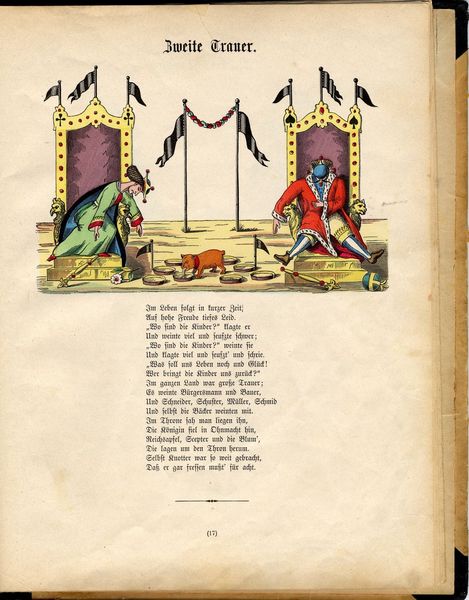 Zweite Trauer.
Im Leben folgt in kurzer Zeit,
Auf hohe Freude tiefes Leid.
„Wo sind die Kinder?“ klagte er
Und weinte viel und seufzte schwer;
„Wo sind die Kinder?“ weinte sie
Und klagte viel und seufzt' und schrie.
„Was soll uns Leben noch und Glück!
Wer bringt die Kinder uns zurück?“
Im ganzen Land war große Trauer;
Es weinte Bürgersmann und Bauer,
Und Schneider, Schuster, Müller, Schmid
Und selbst die Bäcker weinten mit.
Im Throne sah man liegen ihn,
Die Königin fiel in Ohnmacht hin,
Reichsapfel, Scepter und die Blum',
Die lagen um den Thron herum.
Selbst Knotter war so weit gebracht,
Daß er gar fressen mußt' für acht.
(17)